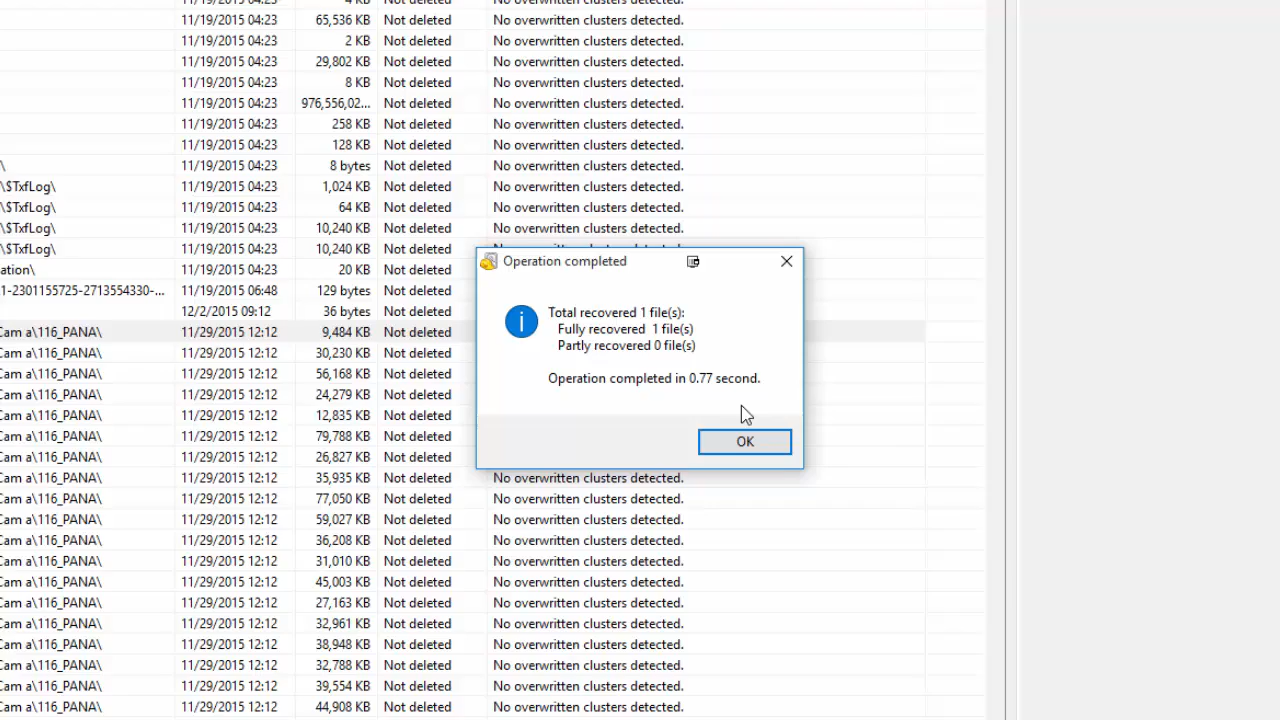 4 KB Not deleted No overwritten clusters detected.
11/19/2015 04:23 65,536 KB Not deleted No overwritten clusters detected.
11/19/2015 04:23 2 KB Not deleted No overwritten clusters detected.
11/19/2015 04:23 29,802 KB Not deleted No overwritten clusters detected.
11/19/2015 04:23 8 KB Not deleted No overwritten clusters detected.
11/19/2015 04:23 976,556,02... Not deleted No overwritten clusters detected.
11/19/2015 04:23 258 KB Not deleted No overwritten clusters detected.
11/19/2015 04:23 128 KB Not deleted No overwritten clusters detected.
\ 11/19/2015 04:23 8 bytes Not deleted No overwritten clusters detected.
\$TxfLog\ 11/19/2015 04:23 1,024 KB Not deleted No overwritten clusters detected.
\$TxfLog\ 11/19/2015 04:23 64 KB Not deleted No overwritten clusters detected.
\$TxfLog\ 11/19/2015 04:23 10,240 KB Not deleted No overwritten clusters detected.
\$TxfLog\ 11/19/2015 04:23 10,240 KB Not deleted
ation\ 11/19/2015 04:23 20 KB Not deleted
1-2301155725-2713554330-... 11/19/2015 06:48 129 bytes Not deleted
12/2/2015 09:12 36 bytes Not deleted
Cam a\116_PANA\ 11/29/2015 12:12 9,484 KB Not deleted
Cam a\116_PANA\ 11/29/2015 12:12 30,230 KB Not deleted
Cam a\116_PANA\ 11/29/2015 12:12 56,168 KB Not deleted
Cam a\116_PANA\ 11/29/2015 12:12 24,279 KB Not deleted
Cam a\116_PANA\ 11/29/2015 12:12 12,835 KB Not deleted
Cam a\116_PANA\ 11/29/2015 12:12 79,788 KB Not deleted
Cam a\116_PANA\ 11/29/2015 12:12 26,827 KB Not deleted
Operation completed
Total recovered 1 file(s):
Fully recovered 1 file(s)
Partly recovered 0 file(s)
Operation completed in 0.77 second.
OK
Cam a\116_PANA\ 11/29/2015 12:12 35,935 KB Not deleted No overwritten clusters detected.
Cam a\116_PANA\ 11/29/2015 12:12 77,050 KB Not deleted No overwritten clusters detected.
Cam a\116_PANA\ 11/29/2015 12:12 59,027 KB Not deleted No overwritten clusters detected.
Cam a\116_PANA\ 11/29/2015 12:12 36,208 KB Not deleted No overwritten clusters detected.
Cam a\116_PANA\ 11/29/2015 12:12 31,010 KB Not deleted No overwritten clusters detected.
Cam a\116_PANA\ 11/29/2015 12:12 45,003 KB Not deleted No overwritten clusters detected.
Cam a\116_PANA\ 11/29/2015 12:12 27,163 KB Not deleted No overwritten clusters detected.
Cam a\116_PANA\ 11/29/2015 12:12 32,961 KB Not deleted No overwritten clusters detected.
Cam a\116_PANA\ 11/29/2015 12:12 38,948 KB Not deleted No overwritten clusters detected.
Cam a\116_PANA\ 11/29/2015 12:12 32,788 KB Not deleted No overwritten clusters detected.
Cam a\116_PANA\ 11/29/2015 12:12 39,554 KB Not deleted No overwritten clusters detected.
Cam a\116_PANA\ 11/29/2015 12:12 44,908 KB Not deleted No overwritten clusters detected.